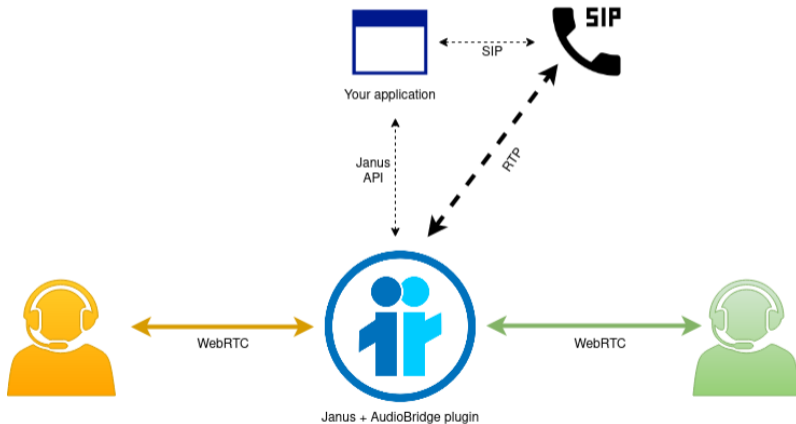 SIP
SIP
Your application
Janus
API
RTP
WebRTC
WebRTC
Janus + AudioBridge plugin